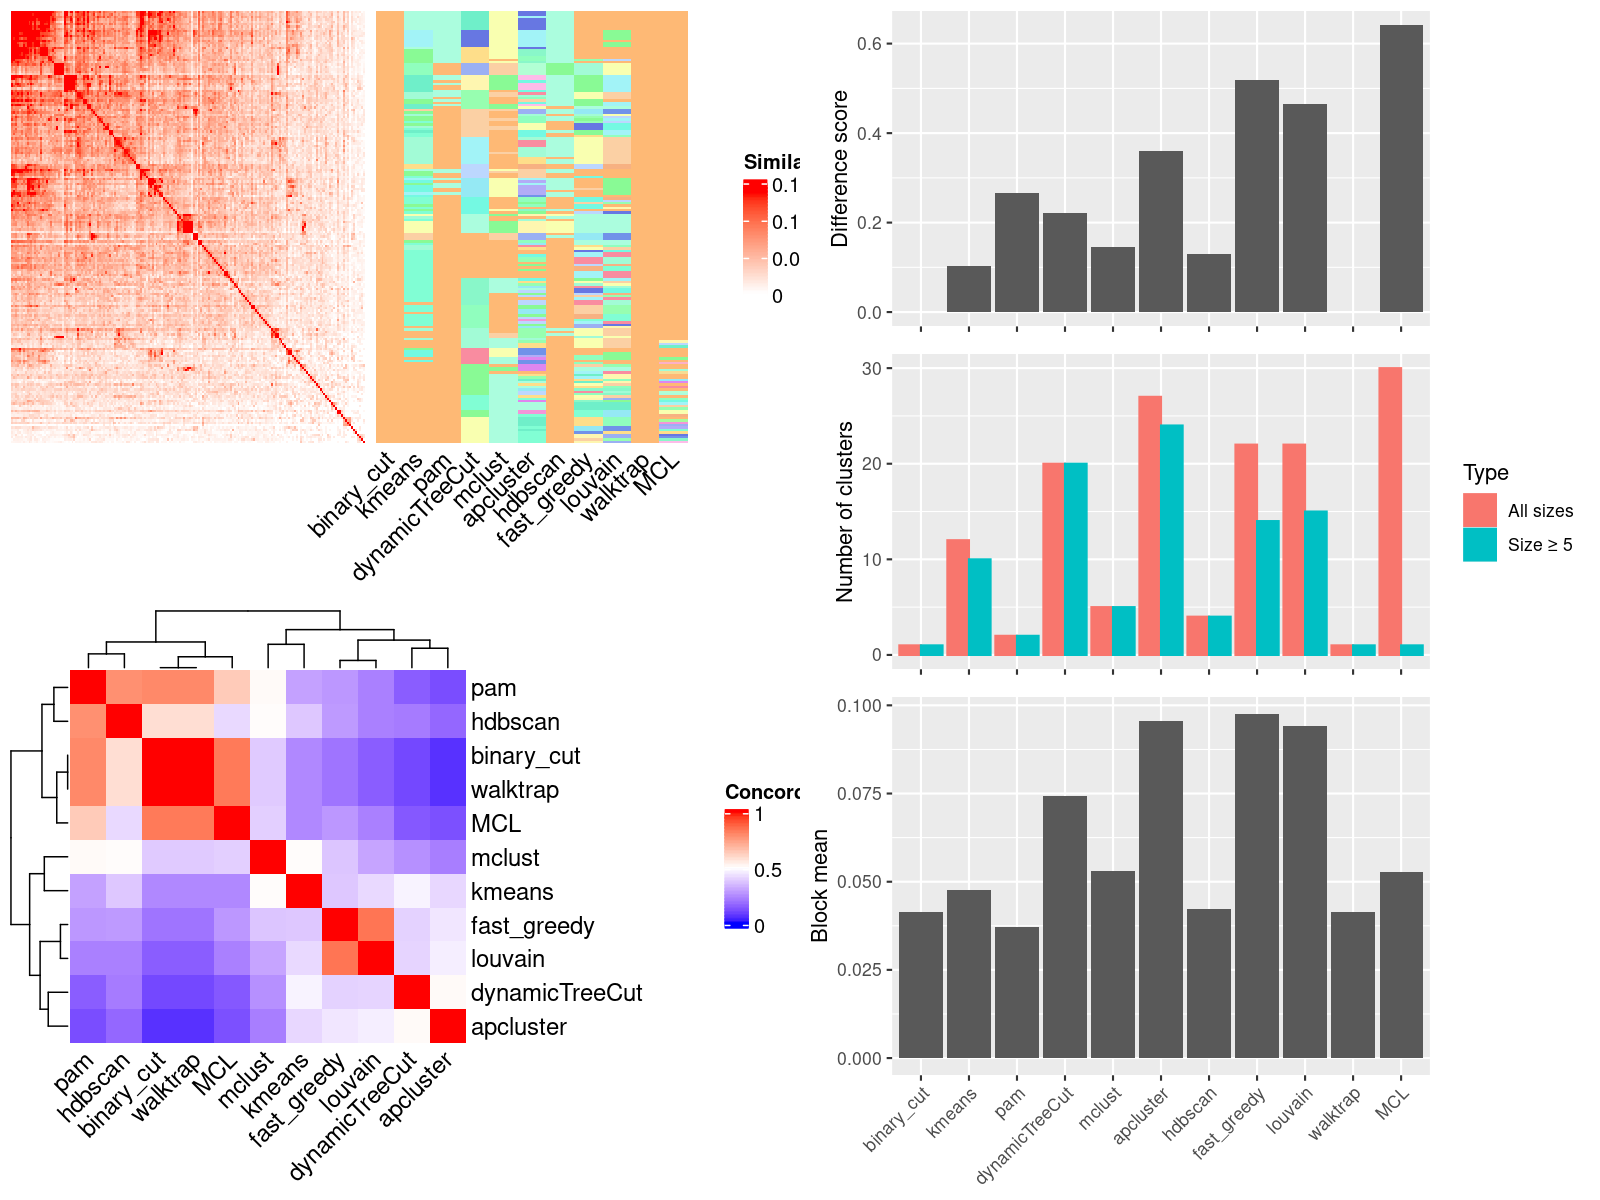 Simila
0.1
0.1
0.0
0
binary_cut
kmeans
pam
dynamicTreeCut
mclust
apcluster
hdbscan
fast_greedy
louvain
walktrap
MCL
pam
hdbscan
binary_cut
walktrap
MCL
mclust
kmeans
fast_greedy
louvain
dynamicTreeCut
apcluster
pam
hdbscan
binary_cut
walktrap
MCL
mclust
kmeans
fast_greedy
louvain
dynamicTreeCut
apcluster
Concord
1
0.5
0
Difference score
0.6
0.4
0.2
0.0
Number of clusters
30
20
10
0
Type
All sizes
Size ≥ 5
Block mean
0.100
0.075
0.050
0.025
0.000
binary_cut
kmeans
pam
dynamicTreeCut
mclust
apcluster
hdbscan
fast_greedy
louvain
walktrap
MCL